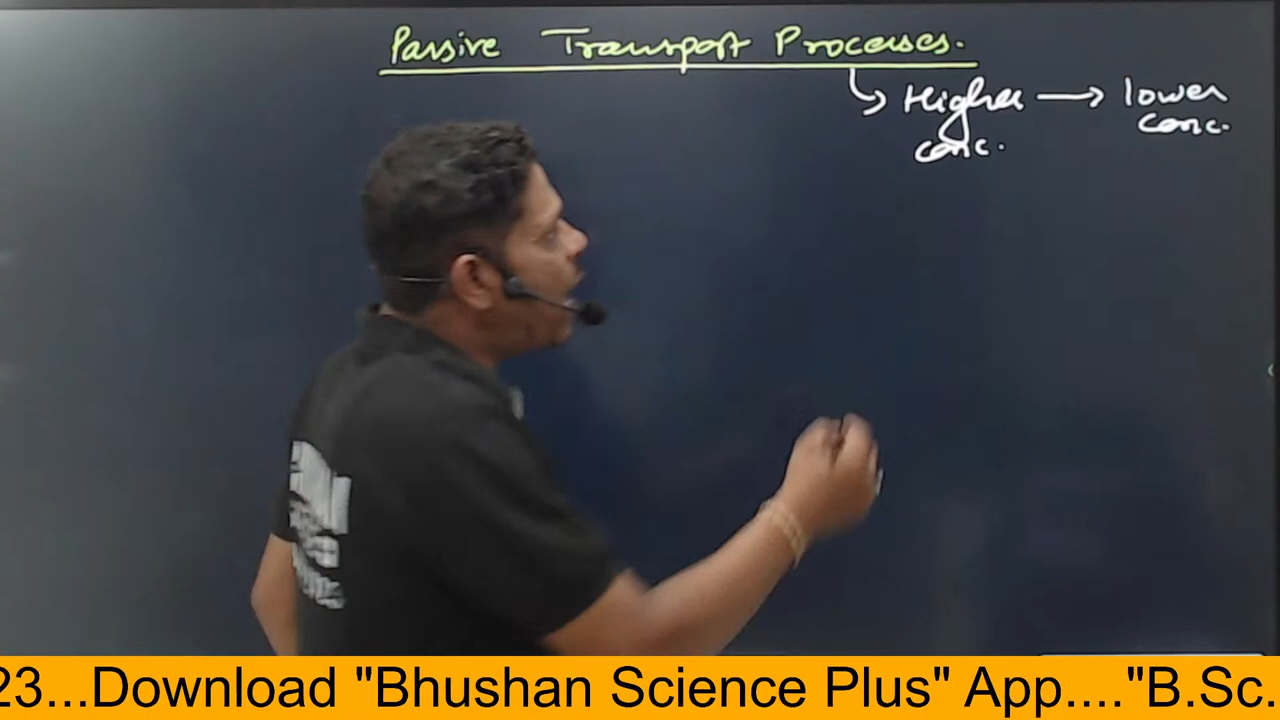 Passive Transport Processes.
↳ Higher → lower
conc. conc.
23...Download "Bhushan Science Plus" App...."B.Sc.